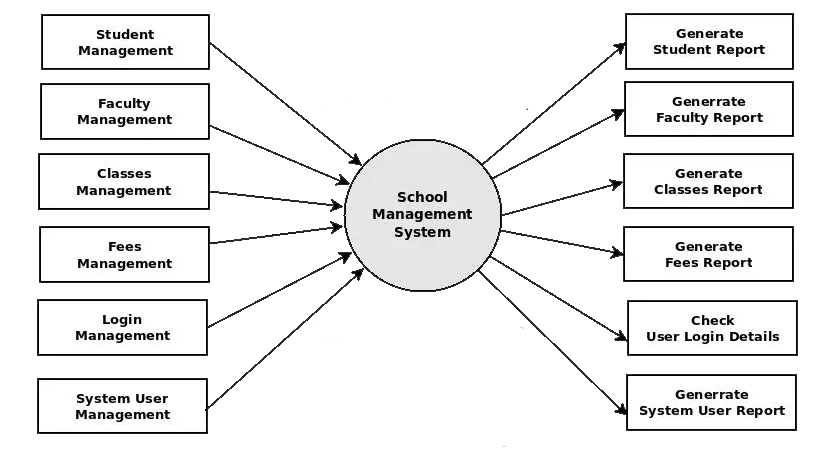 Student
Management
Faculty
Management
Classes
Management
Fees
Management
Login
Management
System User
Management
School
Management
System
Generate
Student Report
Generrate
Faculty Report
Generate
Classes Report
Generate
Fees Report
Check
User Login Details
Generrate
System User Report